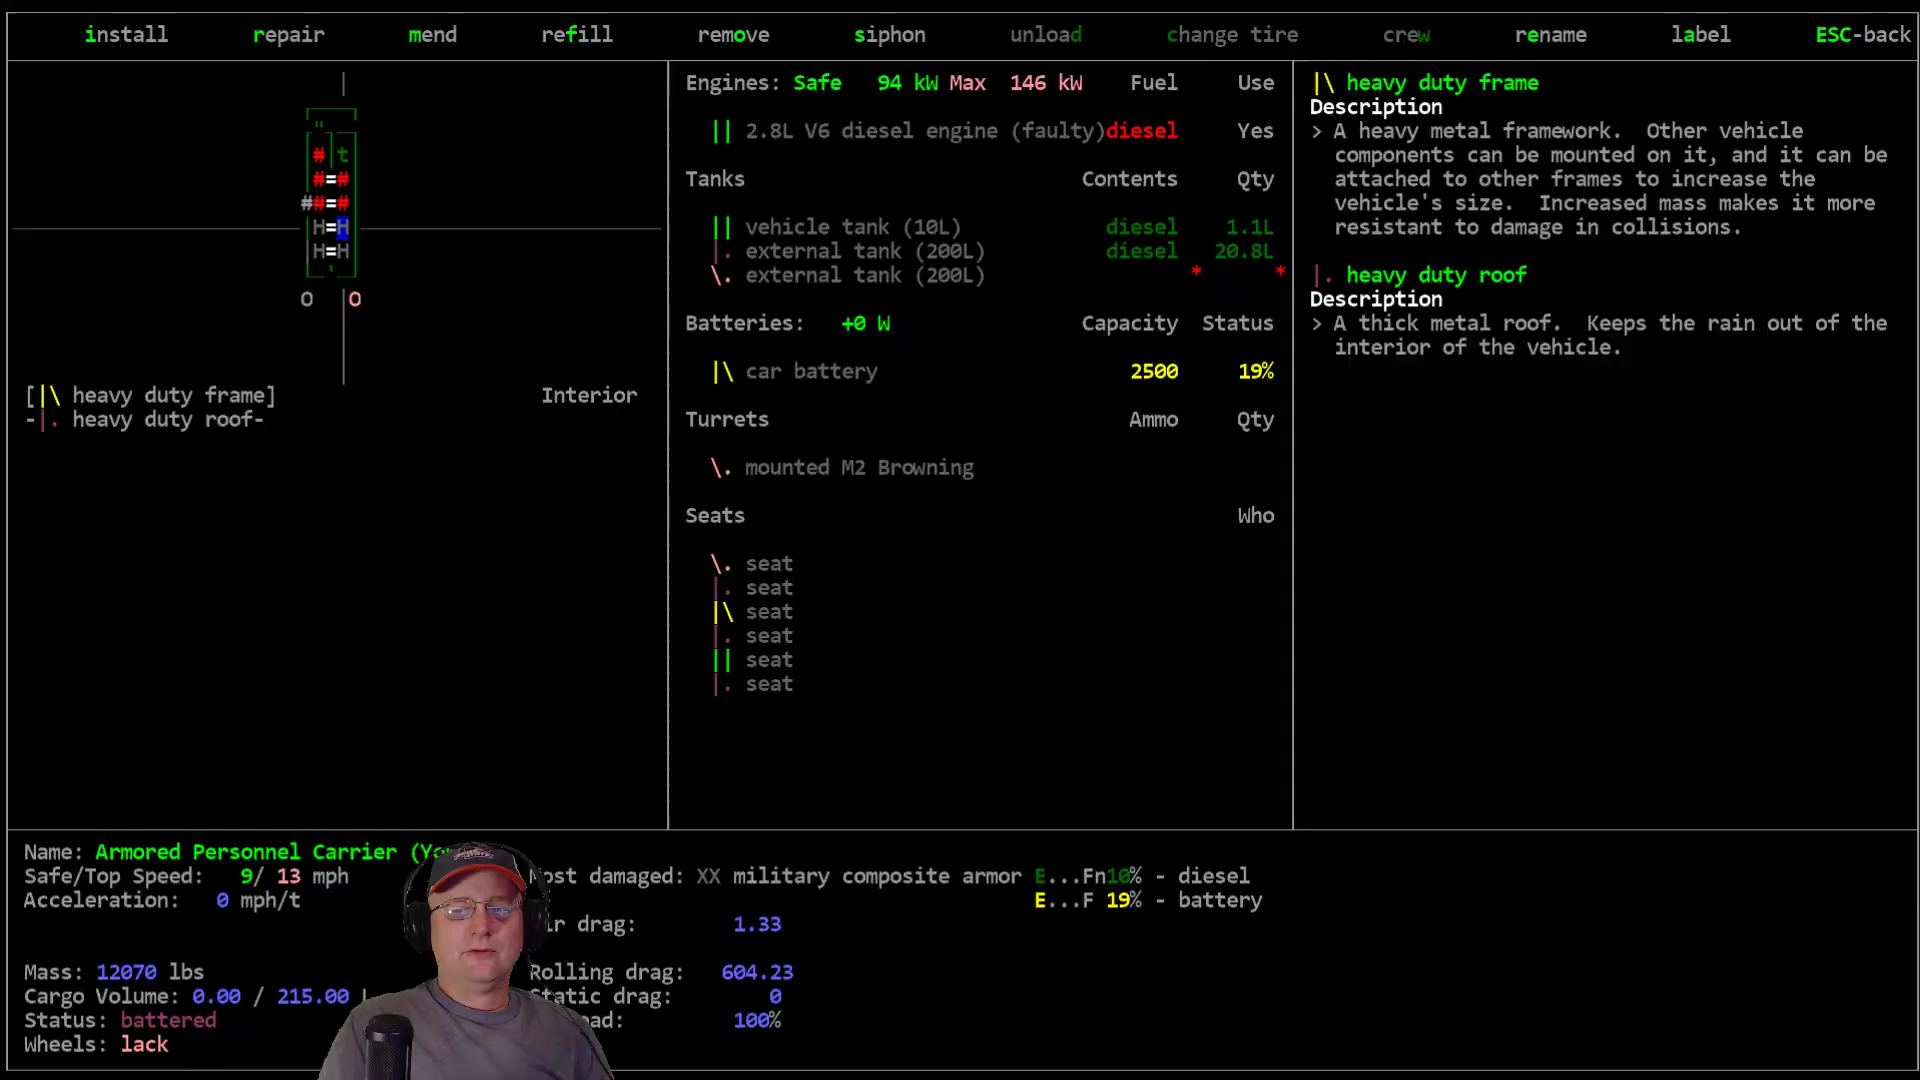 install repair mend refill remove siphon unload change tire crew rename label ESC-back
Engines: Safe 94 kW Max 146 kW Fuel Use
|| 2.8L V6 diesel engine (faulty)diesel Yes
Tanks Contents Qty
|| vehicle tank (10L) diesel 1.1L
|. external tank (200L) diesel 20.8L
\. external tank (200L) * *
Batteries: +0 W Capacity Status
|\ car battery 2500 19%
Turrets Ammo Qty
\. mounted M2 Browning
Seats Who
\. seat
|. seat
|\ seat
|. seat
|| seat
|. seat
|\ heavy duty frame
Description
> A heavy metal framework. Other vehicle
components can be mounted on it, and it can be
attached to other frames to increase the
vehicle's size. Increased mass makes it more
resistant to damage in collisions.
|. heavy duty roof
Description
> A thick metal roof. Keeps the rain out of the
interior of the vehicle.
# t
#=#
##=#
H=H
H=H
O O
[|\ heavy duty frame] Interior
-|. heavy duty roof-
Name: Armored Personnel Carrier (Yo
Safe/Top Speed: 9/ 13 mph
Acceleration: 0 mph/t
Mass: 12070 lbs
Cargo Volume: 0.00 / 215.00 L
Status: battered
Wheels: lack
Most damaged: XX military composite armor E...Fn10% - diesel
E...F 19% - battery
ir drag: 1.33
Rolling drag: 604.23
Static drag: 0
ad: 100%